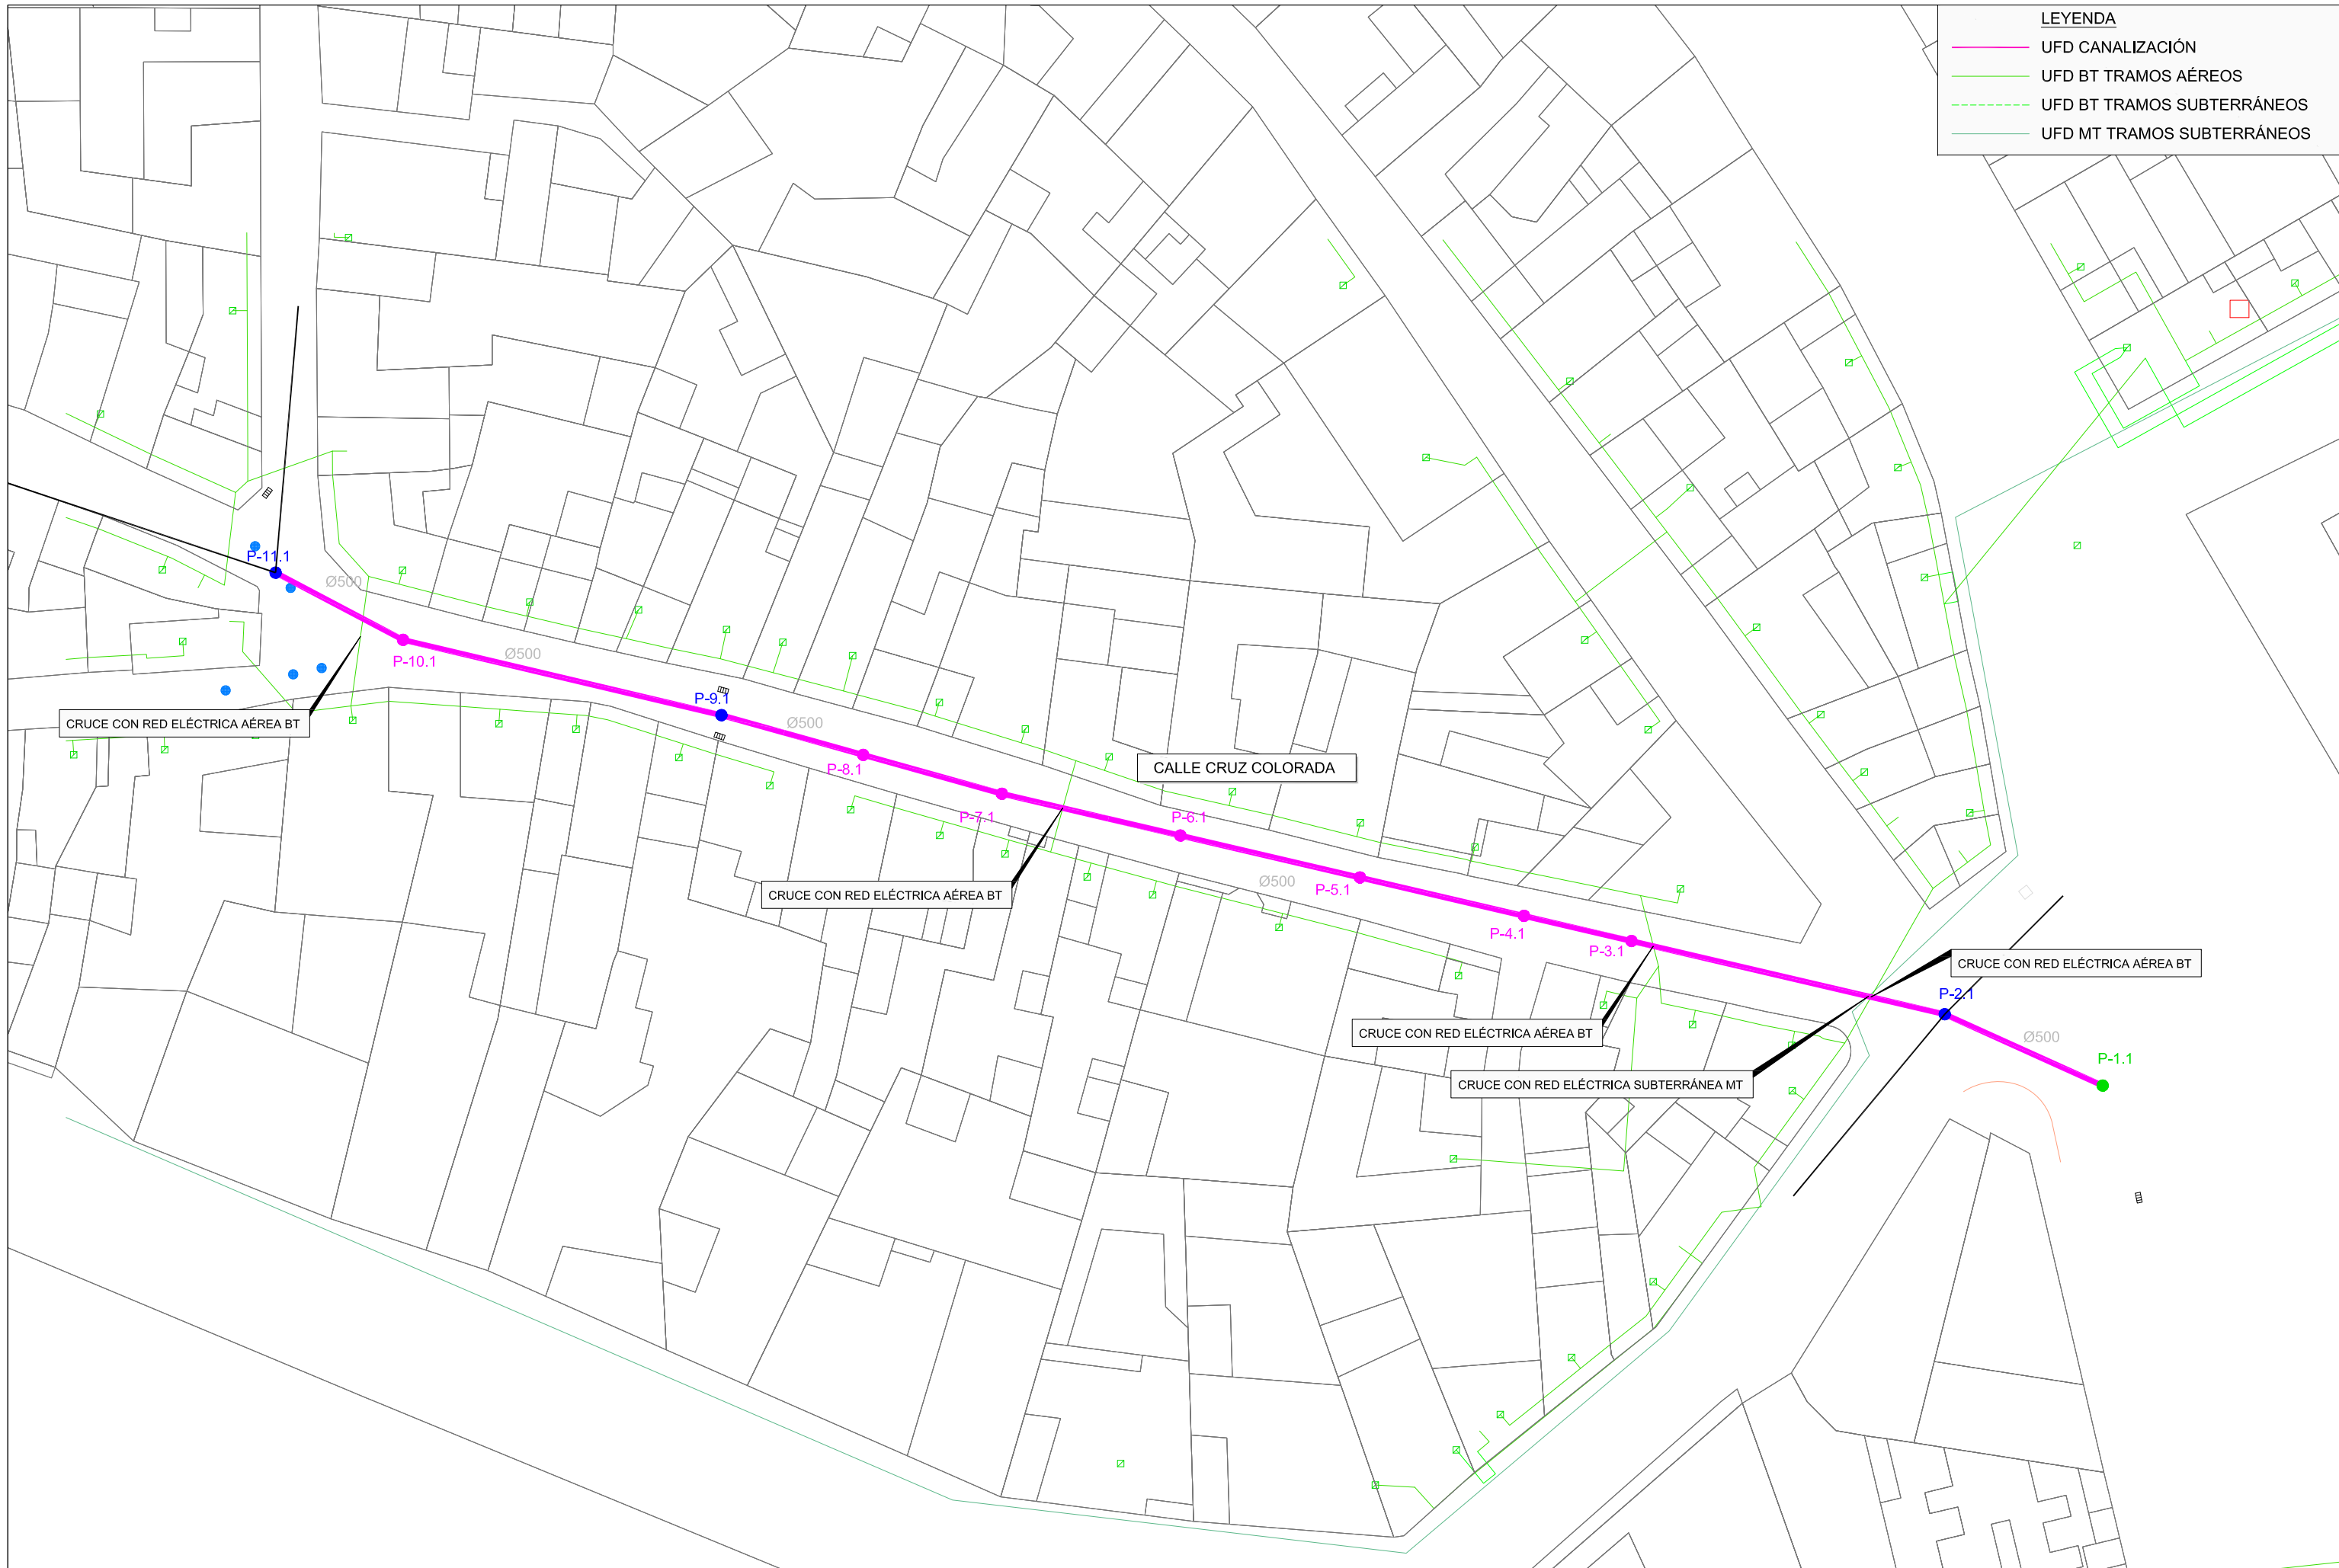 LEYENDA
UFD CANALIZACIÓN
UFD BT TRAMOS AÉREOS
UFD BT TRAMOS SUBTERRÁNEOS
UFD MT TRAMOS SUBTERRÁNEOS
P-11.1
Ø500
P-10.1
Ø500
P-9.1
CRUCE CON RED ELÉCTRICA AÉREA BT
Ø500
P-8.1
CALLE CRUZ COLORADA
P-7.1
P-6.1
CRUCE CON RED ELÉCTRICA AÉREA BT
Ø500
P-5.1
P-4.1
P-3.1
CRUCE CON RED ELÉCTRICA AÉREA BT
P-2.1
CRUCE CON RED ELÉCTRICA AÉREA BT
Ø500
P-1.1
CRUCE CON RED ELÉCTRICA SUBTERRÁNEA MT